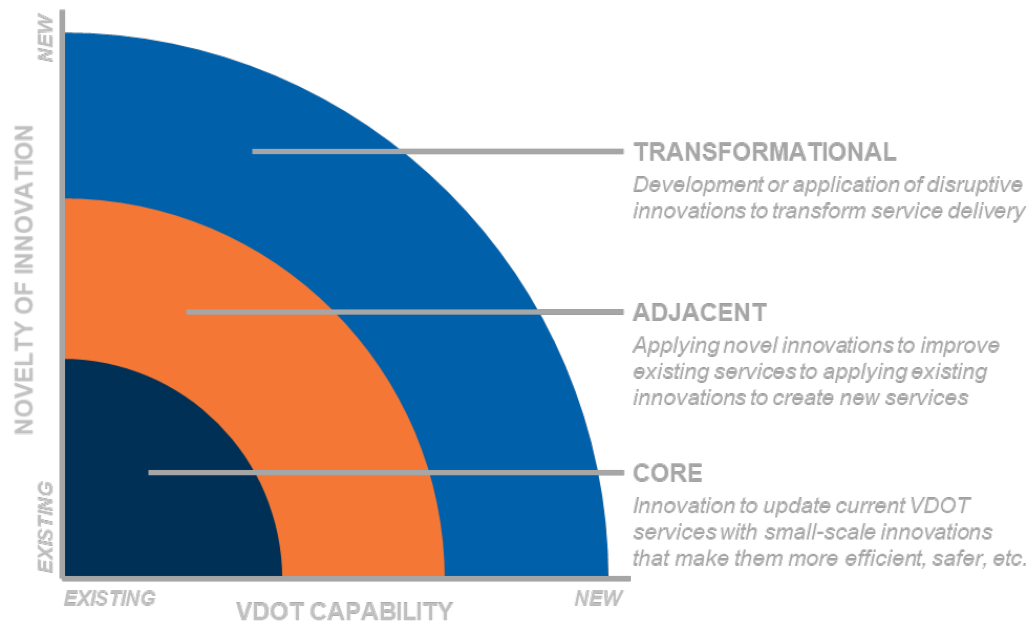 NEW
NOVELTY OF INNOVATION
EXISTING
TRANSFORMATIONAL
Development or application of disruptive
innovations to transform service delivery
ADJACENT
Applying novel innovations to improve
existing services to applying existing
innovations to create new services
CORE
Innovation to update current VDOT
services with small-scale innovations
that make them more efficient, safer, etc.
EXISTING
VDOT CAPABILITY
NEW